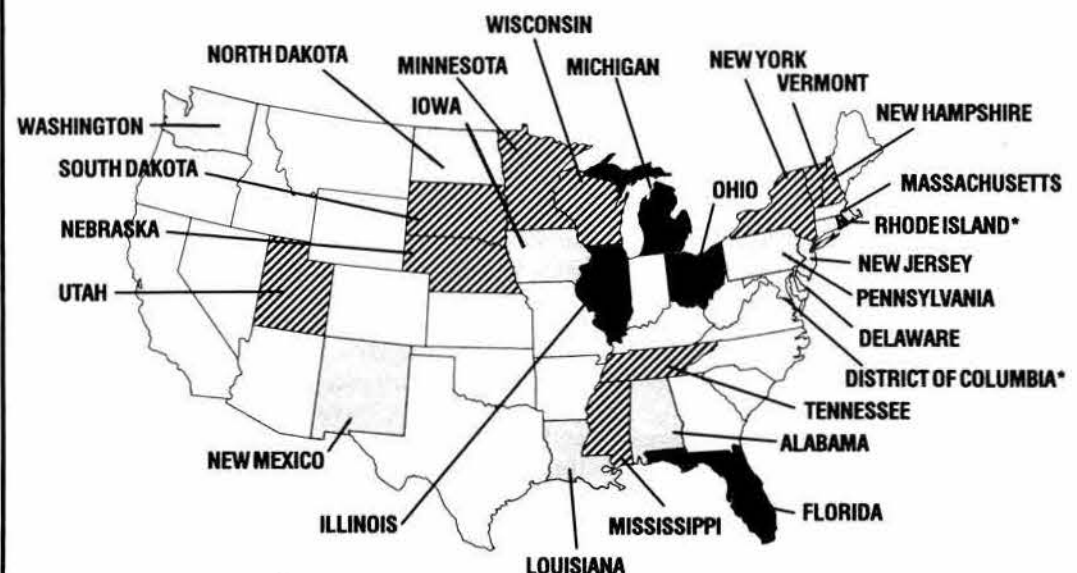 WISCONSIN
NORTH DAKOTA
MINNESOTA
MICHIGAN
NEW YORK
VERMONT
IOWA
NEW HAMPSHIRE
WASHINGTON
SOUTH DAKOTA
OHIO
MASSACHUSETTS
RHODE ISLAND*
NEBRASKA
NEW JERSEY
UTAH
PENNSYLVANIA
DELAWARE
DISTRICT OF COLUMBIA*
TENNESSEE
ALABAMA
NEW MEXICO
ILLINOIS
MISSISSIPPI
FLORIDA
LOUISIANA